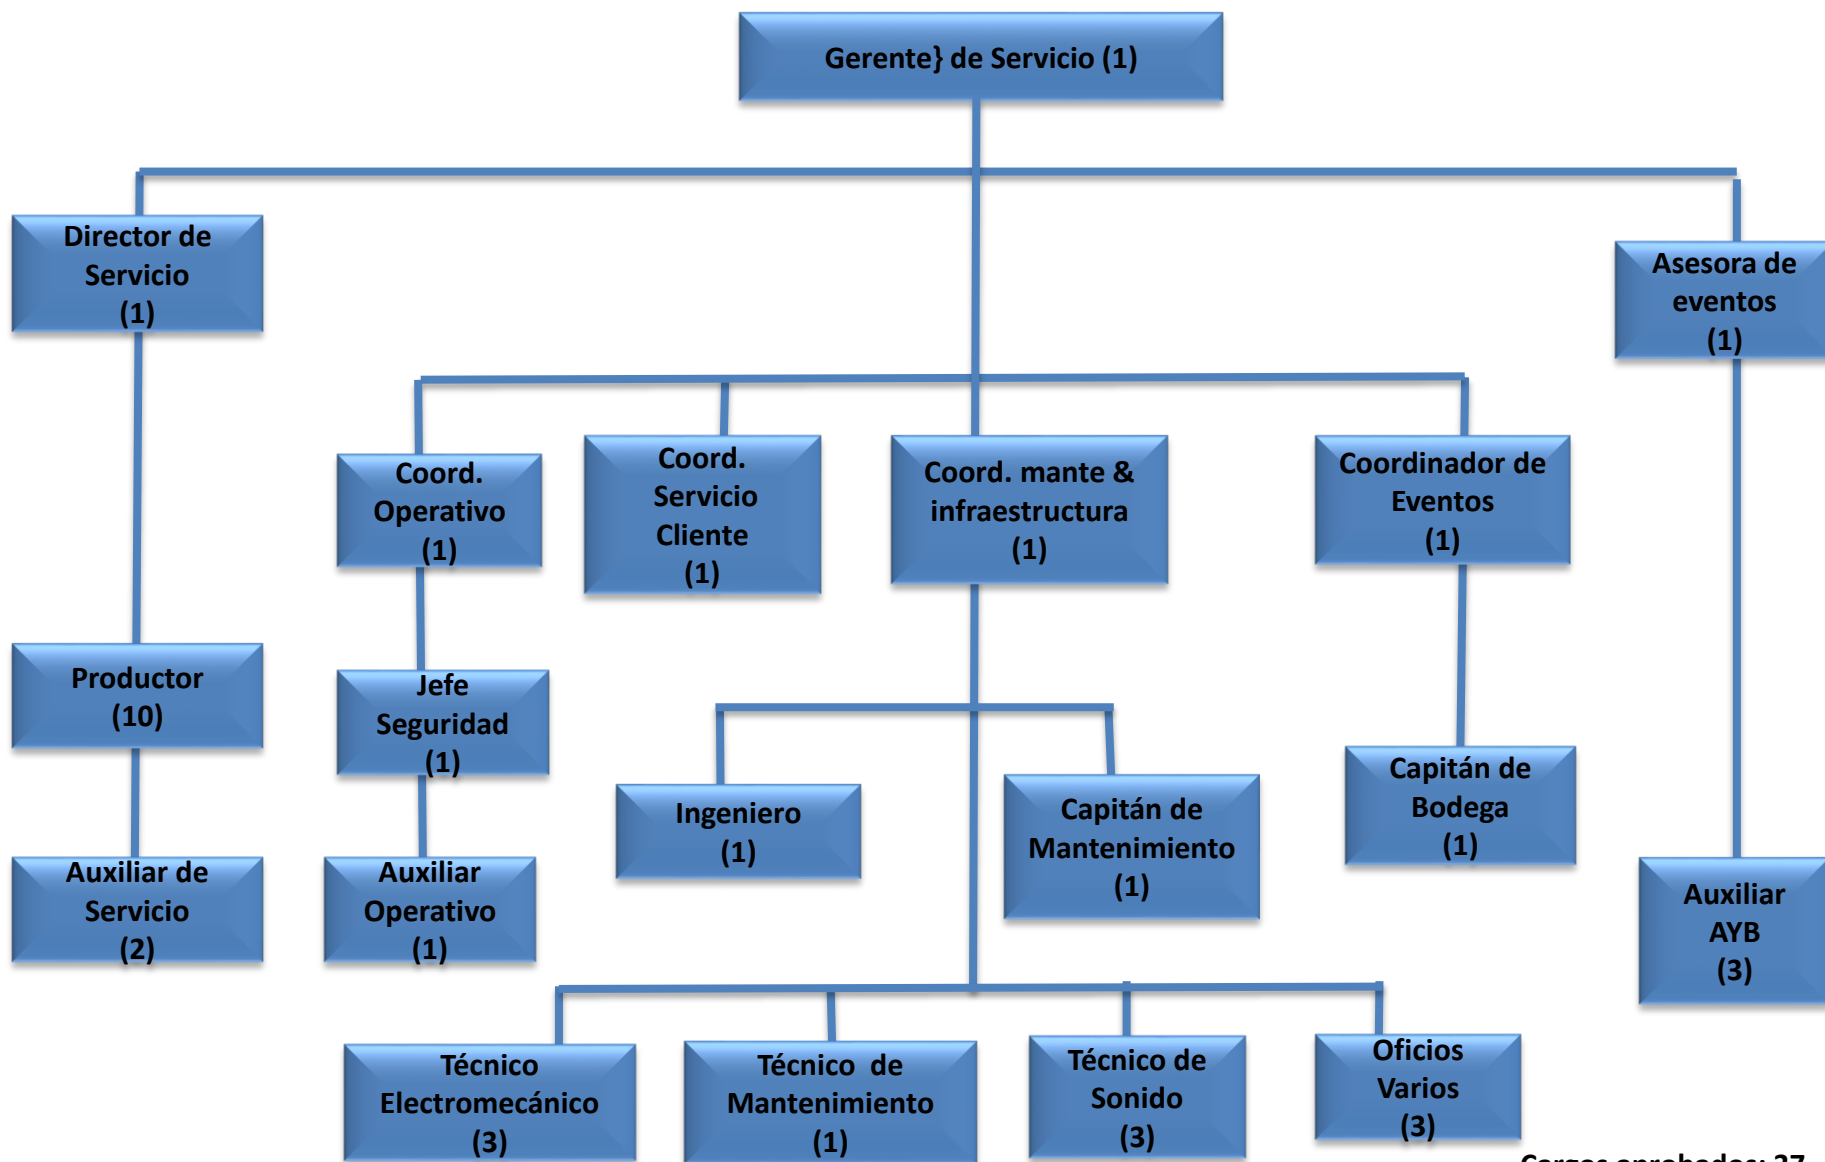 Gerente} de Servicio (1)
Director de
Servicio
(1)
Asesora de
eventos
(1)
Coord.
Operativo
(1)
Coord.
Servicio
Cliente
(1)
Coord. mante &
infraestructura
(1)
Coordinador de
Eventos
(1)
Productor
(10)
Jefe
Seguridad
(1)
Ingeniero
(1)
Capitán de
Mantenimiento
(1)
Capitán de
Bodega
(1)
Auxiliar de
Servicio
(2)
Auxiliar
Operativo
(1)
Auxiliar
AYB
(3)
Técnico
Electromecánico
(3)
Técnico  de
Mantenimiento
(1)
Técnico de
Sonido
(3)
Oficios
Varios
(3)
Cargos aprobados: 37